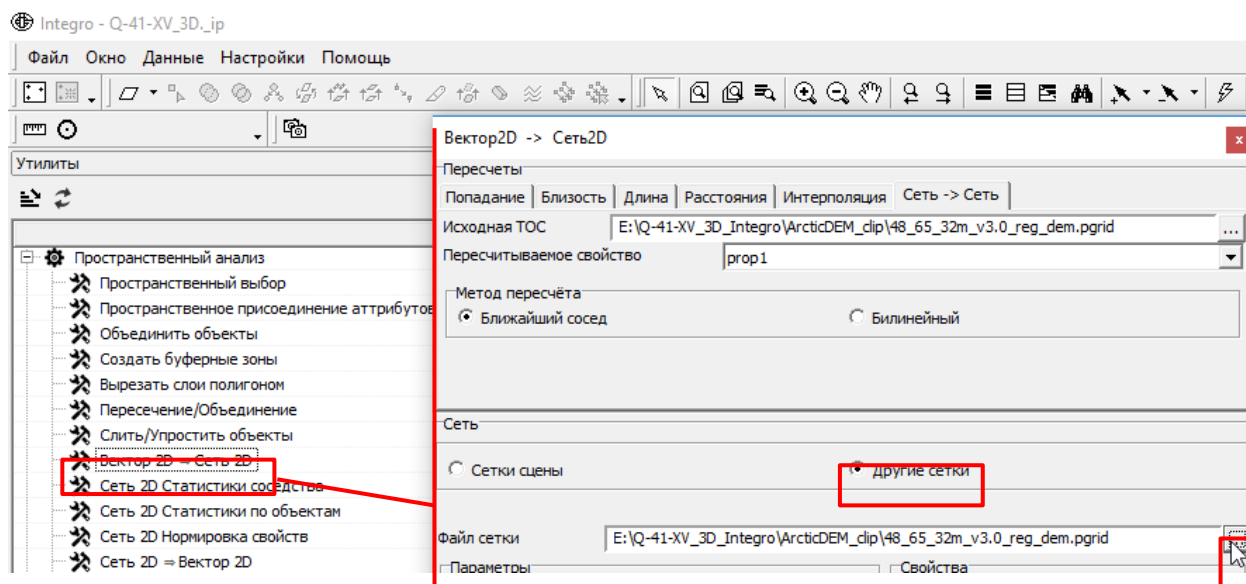 Integro - Q-41-XV_3D._ip
Файл Окно Данные Настройки Помощь
Утилиты
Пространственный анализ
Пространственный выбор
Пространственное присоединение аттрибутов
Объединить объекты
Создать буферные зоны
Вырезать слои полигоном
Пересечение/Объединение
Слить/Упростить объекты
Вектор 2D ⇒ Сеть 2D
Сеть 2D Статистики соседства
Сеть 2D Статистики по объектам
Сеть 2D Нормировка свойств
Сеть 2D ⇒ Вектор 2D
Вектор2D -> Сеть2D
x
Пересчеты
Попадание Близость Длина Расстояния Интерполяция Сеть -> Сеть
Исходная ТОС E:\Q-41-XV_3D_Integro\ArcticDEM_clip\48_65_32m_v3.0_reg_dem.pgrid ...
Пересчитываемое свойство prop1
Метод пересчёта
Ближайший сосед Билинейный
Сеть
Сетки сцены Другие сетки
Файл сетки E:\Q-41-XV_3D_Integro\ArcticDEM_clip\48_65_32m_v3.0_reg_dem.pgrid
Параметры Свойства